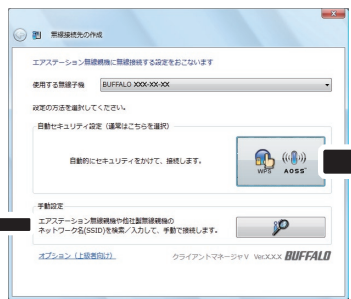 無線接続先の作成
エアステーション無線親機に無線接続する設定をおこないます
使用する無線子機
BUFFALO XXX-XX-XX
設定の方法を選択してください。
自動セキュリティ設定（通常はこちらを選択）
自動的にセキュリティをかけて、接続します。
WPS AOSS
手動設定
エアステーション無線親機や他社製無線親機の
ネットワーク名(SSID)を検索／入力して、手動で接続します。
オプション（上級者向け）
クライアントマネージャV Ver.X.X.X BUFFALO